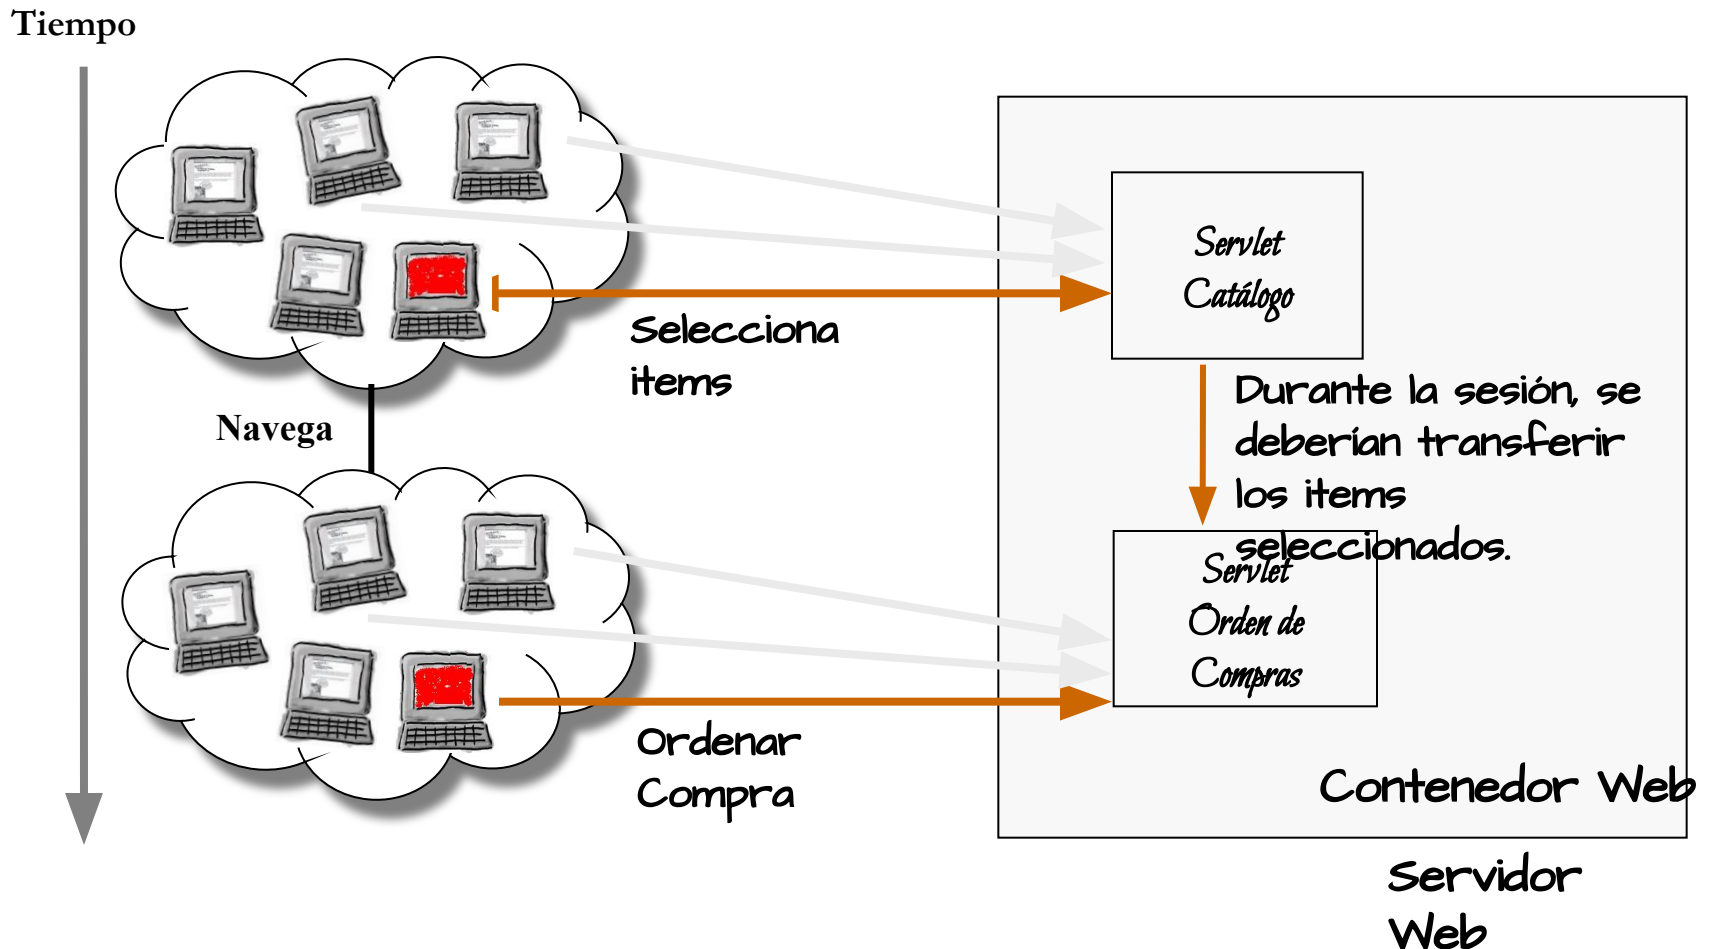 Tiempo
Servlet
Catálogo
Selecciona
items
Durante la sesión, se
deberían transferir
los items
seleccionados.
Navega
Servlet
Orden de
Compras
Ordenar
Compra
Contenedor Web
Servidor
Web